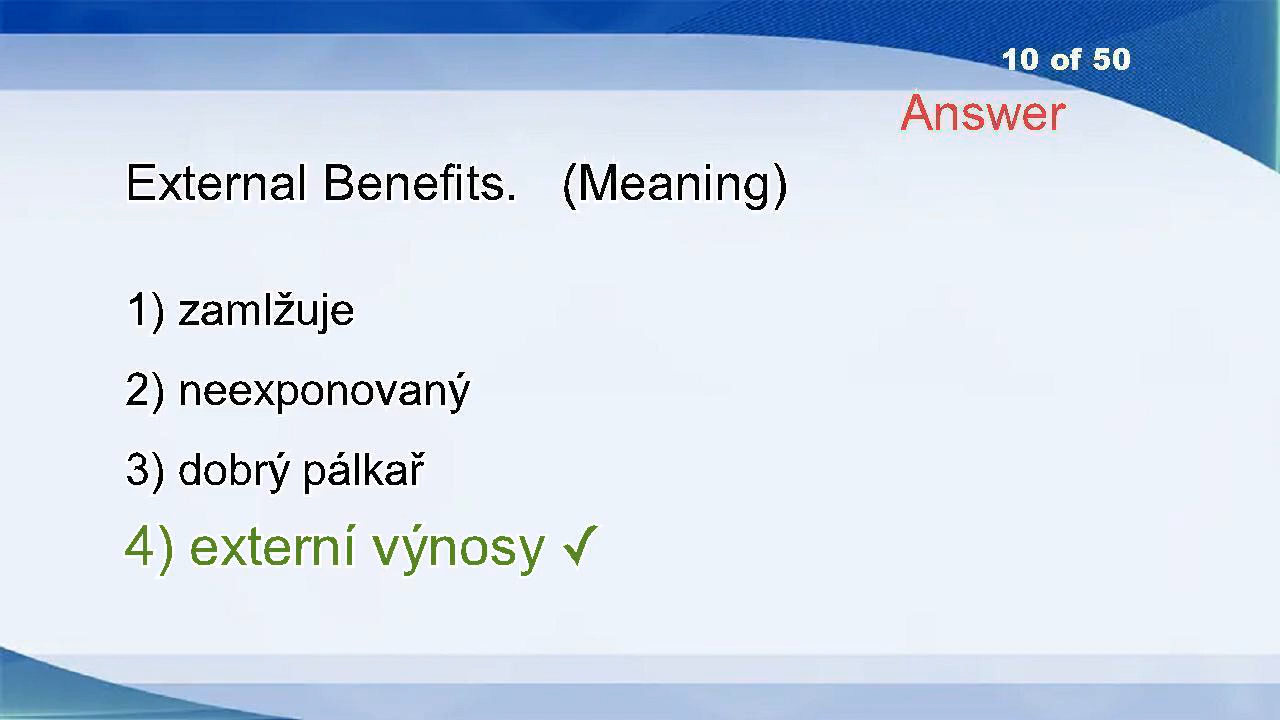 10 of 50
Answer
External Benefits. (Meaning)
1) zamlžuje
2) neexponovaný
3) dobrý pálkař
4) externí výnosy ✓